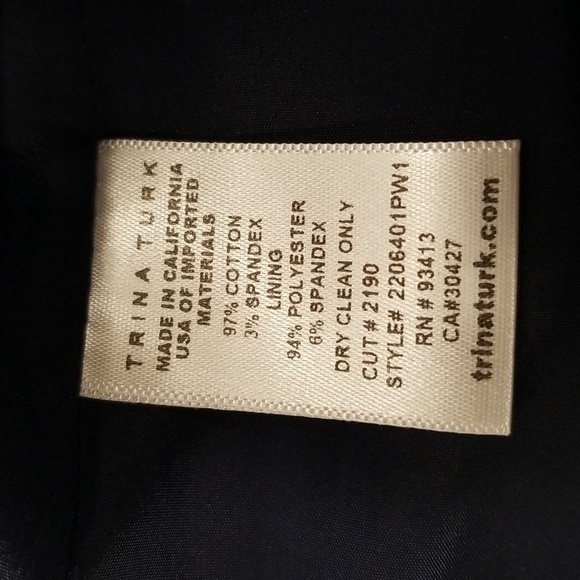 TRINA TURK
MADE IN CALIFORNIA
USA OF IMPORTED
MATERIALS
97% COTTON
3% SPANDEX
LINING
94% POLYESTER
6% SPANDEX
DRY CLEAN ONLY
CUT# 2190
STYLE# 2206401PW1
RN # 93413
CA#30427
trinaturk.com